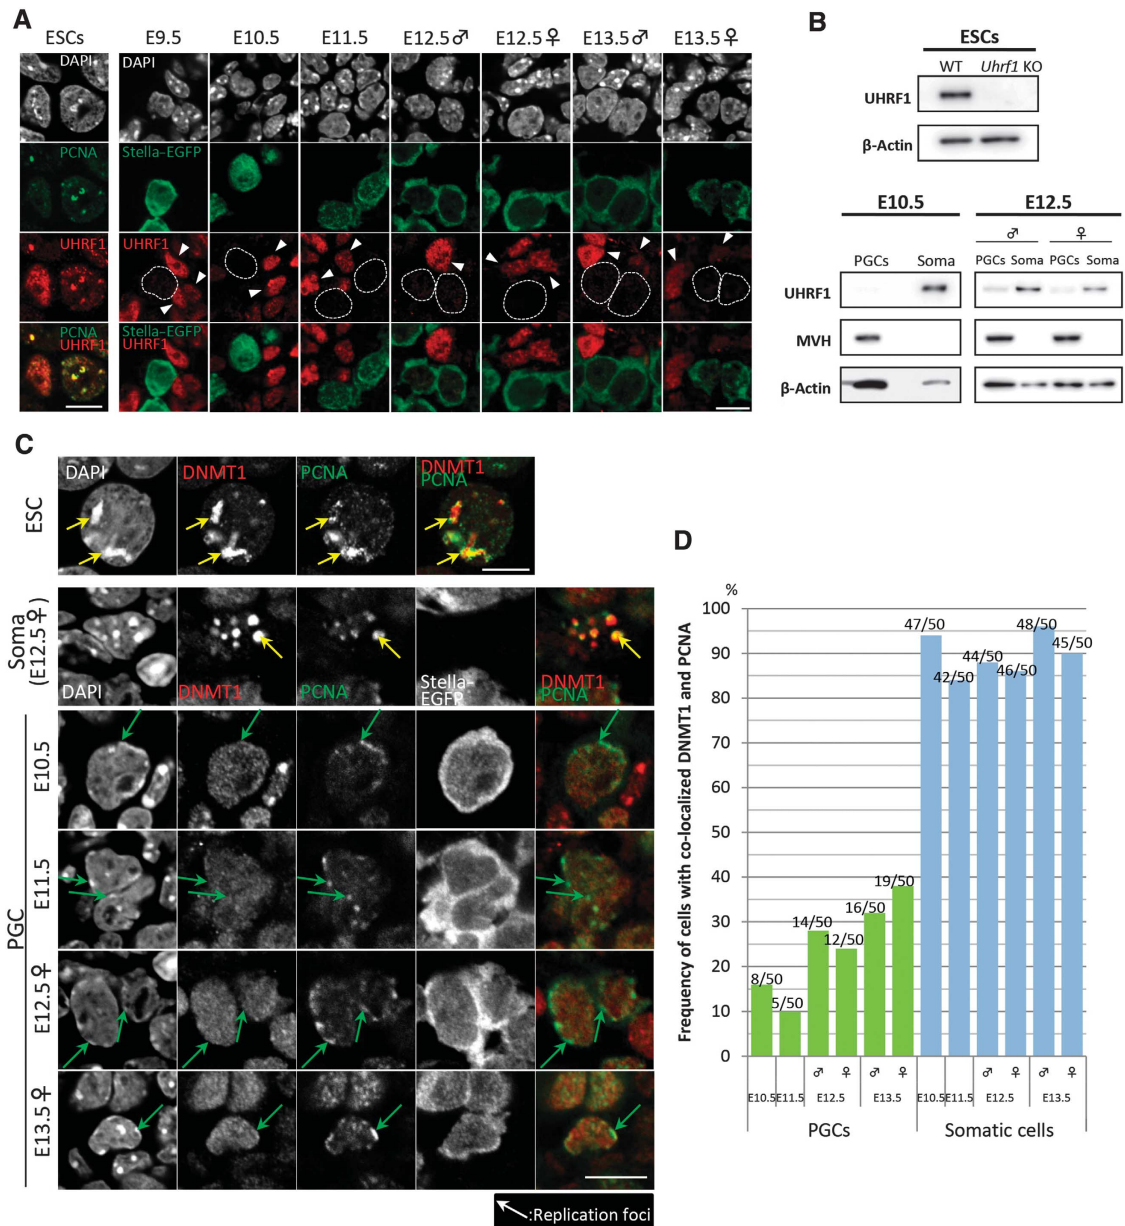 A
ESCs E9.5 E10.5 E11.5 E12.5♂ E12.5♀ E13.5♂ E13.5♀
DAPI DAPI
PCNA Stella-EGFP
UHRF1 UHRF1
PCNA Stella-EGFP
UHRF1 UHRF1
B
ESCs
WT Uhrf1 KO
UHRF1
β-Actin
E10.5 E12.5
♂ ♀
PGCs Soma PGCs Soma PGCs Soma
UHRF1
MVH
β-Actin
C
ESC
DAPI DNMT1 PCNA DNMT1
PCNA
Soma
(E12.5♀)
DAPI DNMT1 PCNA Stella-
EGFP
DNMT1
PCNA
PGC
E10.5
E11.5
E12.5♀
E13.5♀
:Replication foci
D
%
Frequency of cells with co-localized DNMT1 and PCNA
100
90
80
70
60
50
40
30
20
10
0
8/50 5/50 14/50 12/50 16/50 19/50 47/50 42/50 44/50 46/50 48/50 45/50
♂ ♀ ♂ ♀ ♂ ♀ ♂ ♀
E10.5 E11.5 E12.5 E13.5 E10.5 E11.5 E12.5 E13.5
PGCs Somatic cells